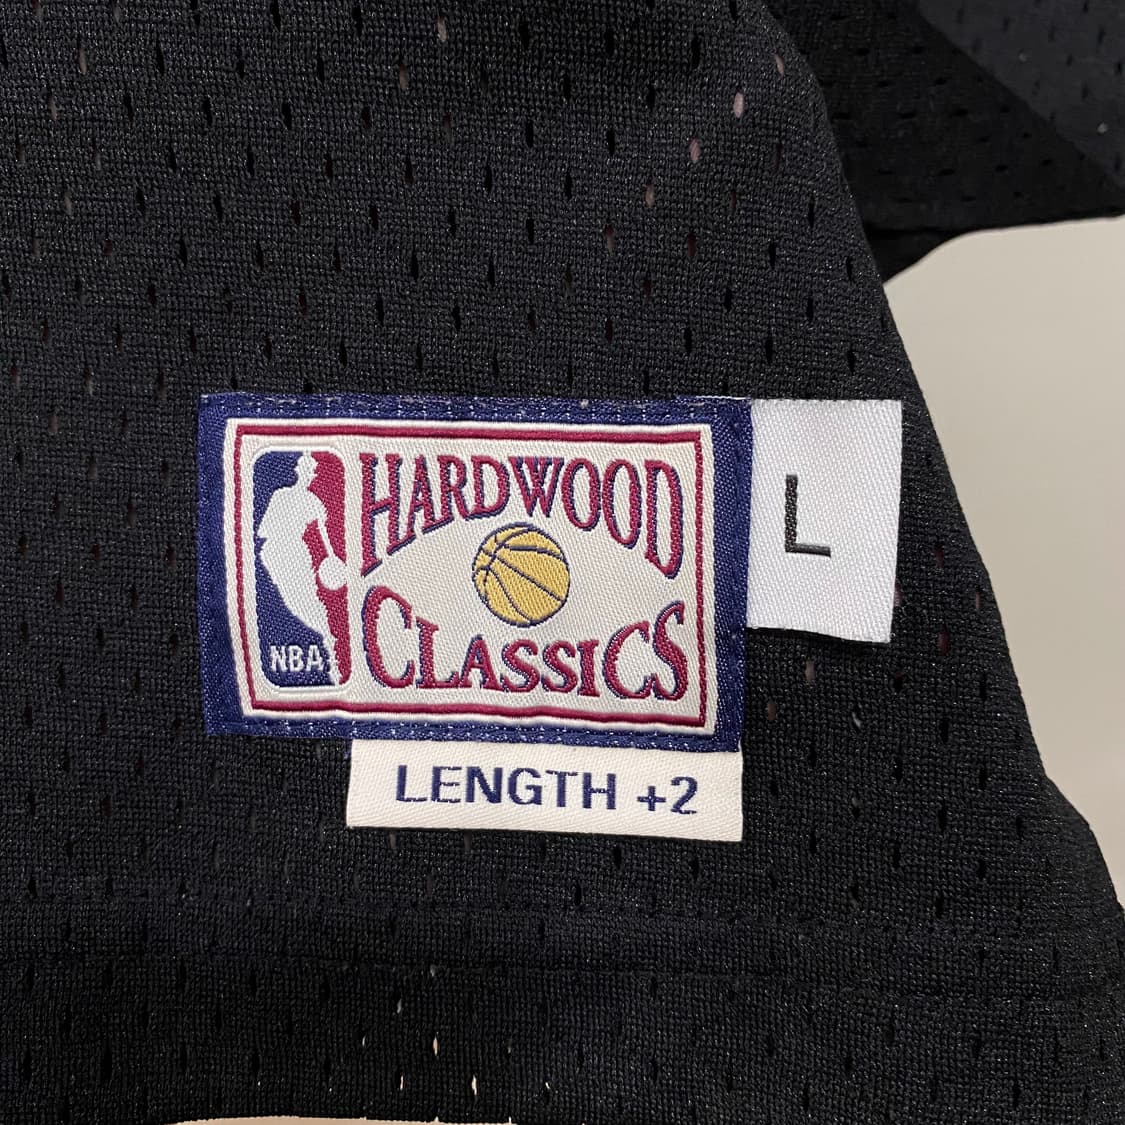 HARDWOOD
CLASSICS
NBA
L
LENGTH +2